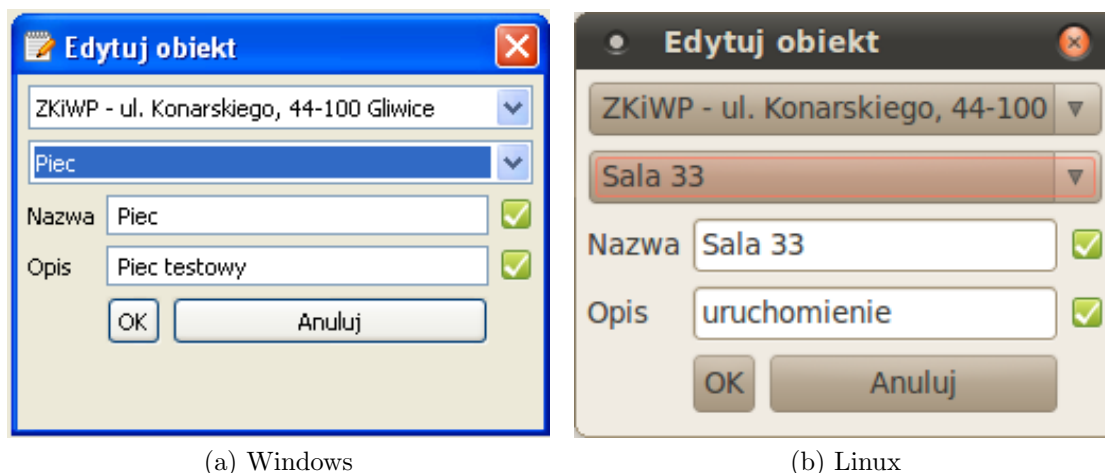 Edytuj obiekt
ZKiWP - ul. Konarskiego, 44-100 Gliwice
Piec
Nazwa Piec
Opis Piec testowy
OK Anuluj
(a) Windows
Edytuj obiekt
ZKiWP - ul. Konarskiego, 44-100
Sala 33
Nazwa Sala 33
Opis uruchomienie
OK Anuluj
(b) Linux